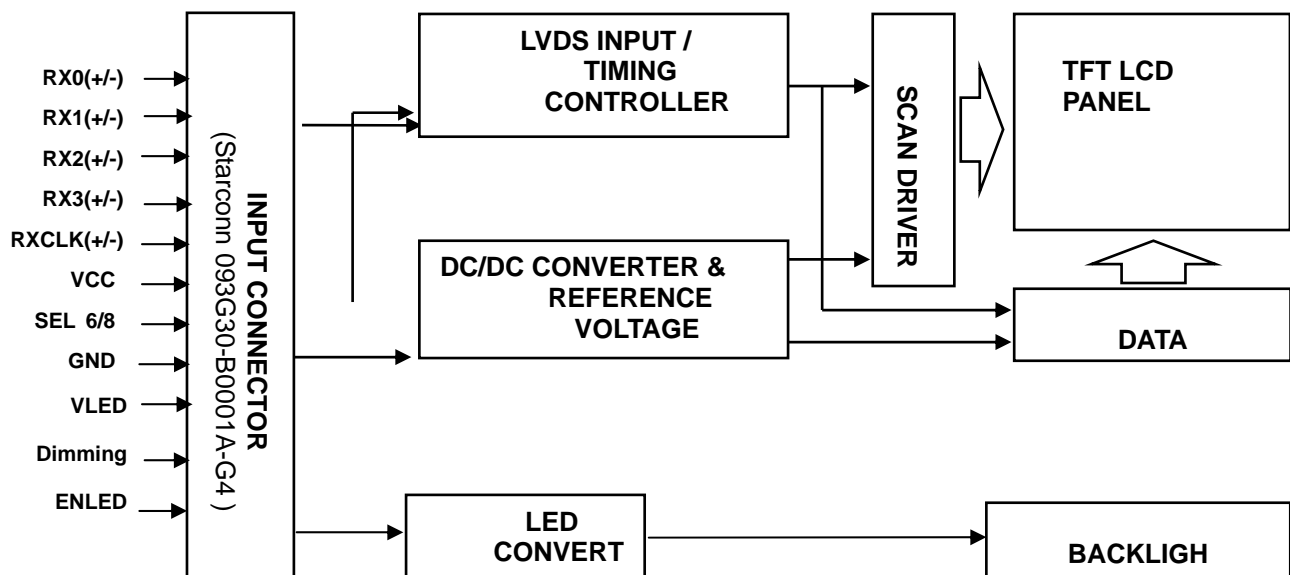 RX0(+/-)
RX1(+/-)
RX2(+/-)
RX3(+/-)
RXCLK(+/-)
VCC
SEL 6/8
GND
VLED
Dimming
ENLED
INPUT CONNECTOR
(Starconn 093G30-B0001A-G4 )
LVDS INPUT /
TIMING
CONTROLLER
DC/DC CONVERTER &
REFERENCE
VOLTAGE
LED
CONVERT
SCAN DRIVER
TFT LCD
PANEL
DATA
BACKLIGH